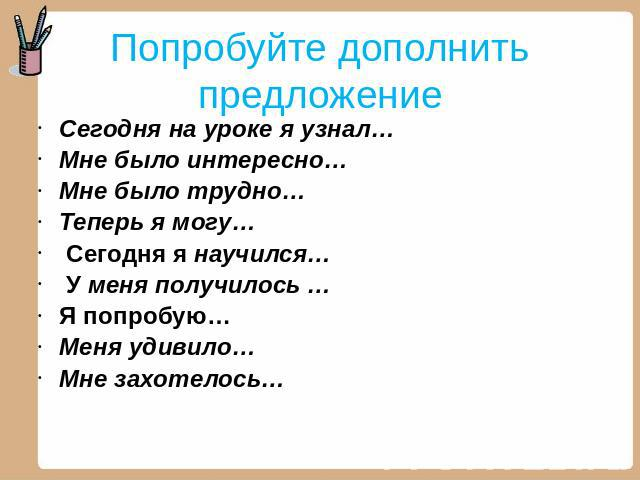 Попробуйте дополнить
предложение
Сегодня на уроке я узнал…
Мне было интересно…
Мне было трудно…
Теперь я могу…
Сегодня я научился…
У меня получилось …
Я попробую…
Меня удивило…
Мне захотелось…